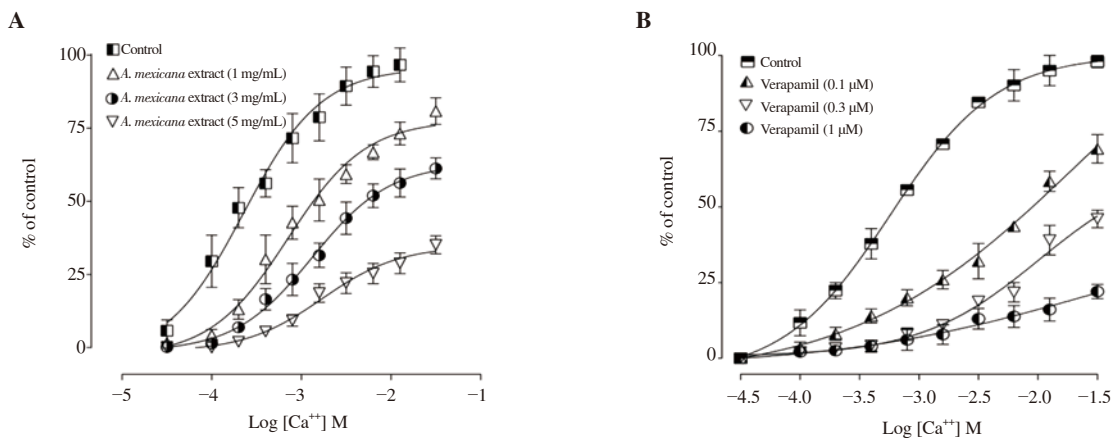 A
Control
A. mexicana extract (1 mg/mL)
A. mexicana extract (3 mg/mL)
A. mexicana extract (5 mg/mL)
100
75
50
25
0
% of control
−5
−4
−3
−2
−1
Log [Ca⁺⁺] M
B
Control
Verapamil (0.1 μM)
Verapamil (0.3 μM)
Verapamil (1 μM)
100
75
50
25
0
% of control
−4.5
−4.0
−3.5
−3.0
−2.5
−2.0
−1.5
Log [Ca⁺⁺] M